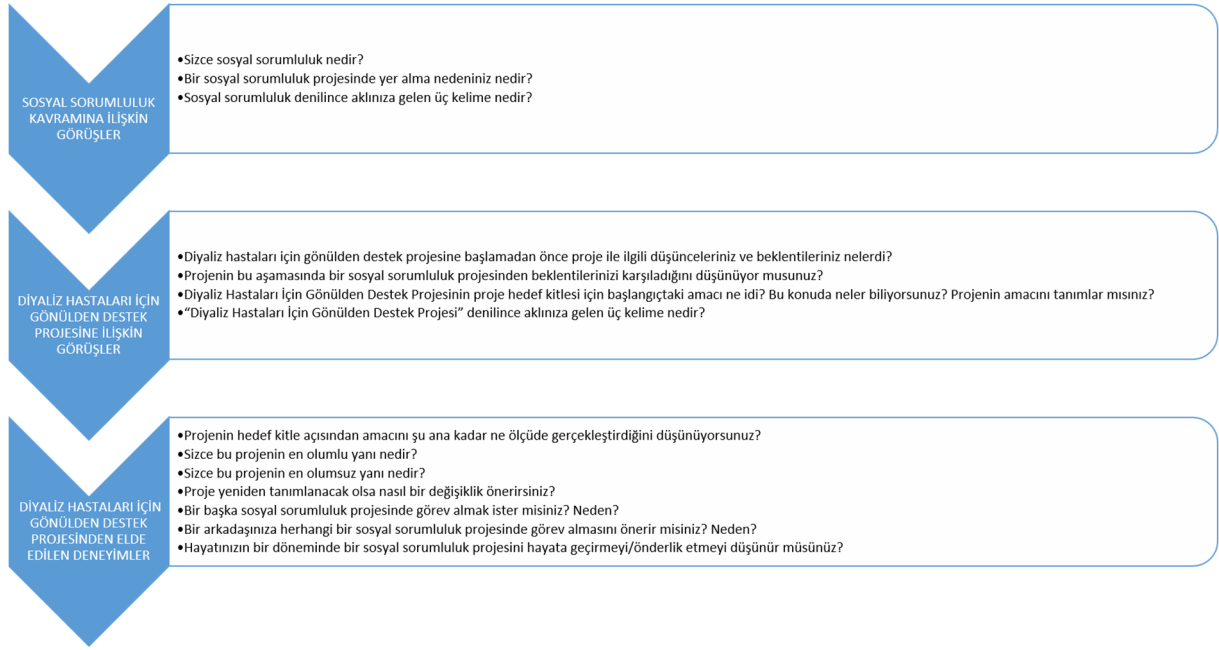 SOSYAL SORUMLULUK
KAVRAMINA İLİŞKİN
GÖRÜŞLER
•Sizce sosyal sorumluluk nedir?
•Bir sosyal sorumluluk projesinde yer alma nedeniniz nedir?
•Sosyal sorumluluk denilince aklınıza gelen üç kelime nedir?
DİYALİZ HASTALARI İÇİN
GÖNÜLDEN DESTEK
PROJESİNE İLİŞKİN
GÖRÜŞLER
•Diyaliz hastaları için gönülden destek projesine başlamadan önce proje ile ilgili düşünceleriniz ve beklentileriniz nelerdi?
•Projenin bu aşamasında bir sosyal sorumluluk projesinden beklentilerinizi karşıladığını düşünüyor musunuz?
•Diyaliz Hastaları İçin Gönülden Destek Projesinin proje hedef kitlesi için başlangıçtaki amacı ne idi? Bu konuda neler biliyorsunuz? Projenin amacını tanımlar mısınız?
•“Diyaliz Hastaları İçin Gönülden Destek Projesi” denilince aklınıza gelen üç kelime nedir?
DİYALİZ HASTALARI İÇİN
GÖNÜLDEN DESTEK
PROJESİNDEN ELDE
EDİLEN DENEYİMLER
•Projenin hedef kitle açısından amacını şu ana kadar ne ölçüde gerçekleştirdiğini düşünüyorsunuz?
•Sizce bu projenin en olumlu yanı nedir?
•Sizce bu projenin en olumsuz yanı nedir?
•Proje yeniden tanımlanacak olsa nasıl bir değişiklik önerirsiniz?
•Bir başka sosyal sorumluluk projesinde görev almak ister misiniz? Neden?
•Bir arkadaşınıza herhangi bir sosyal sorumluluk projesinde görev almasını önerir misiniz? Neden?
•Hayatınızın bir döneminde bir sosyal sorumluluk projesini hayata geçirmeyi/önderlik etmeyi düşünür müsünüz?